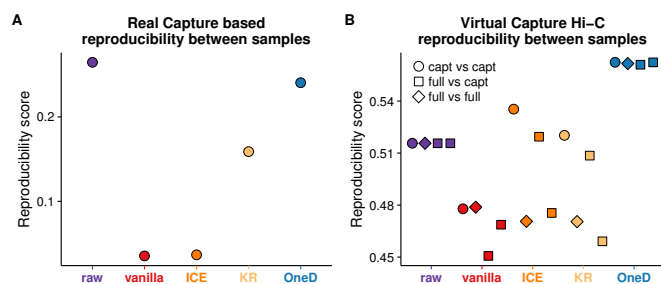 A
Real Capture based
reproducibility between samples
Reproducibility score
0.2
0.1
raw vanilla ICE KR OneD
B
Virtual Capture Hi−C
reproducibility between samples
capt vs capt
full vs capt
full vs full
Reproducibility score
0.54
0.51
0.48
0.45
raw vanilla ICE KR OneD